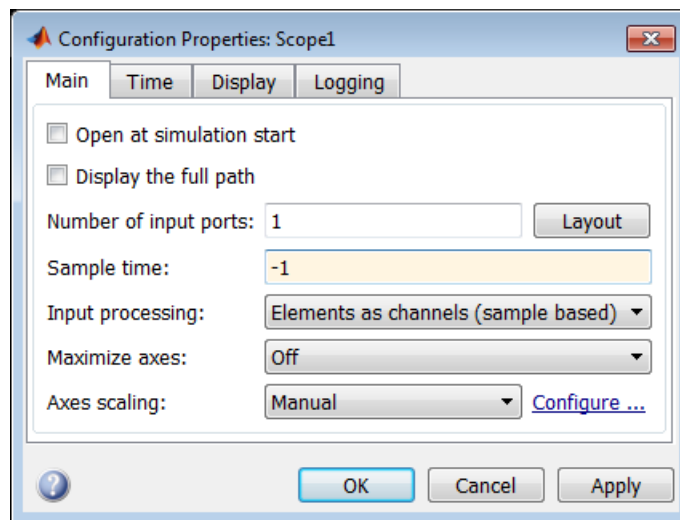 Configuration Properties: Scope1
Main Time Display Logging
Open at simulation start
Display the full path
Number of input ports: 1 Layout
Sample time: -1
Input processing: Elements as channels (sample based)
Maximize axes: Off
Axes scaling: Manual Configure ...
? OK Cancel Apply